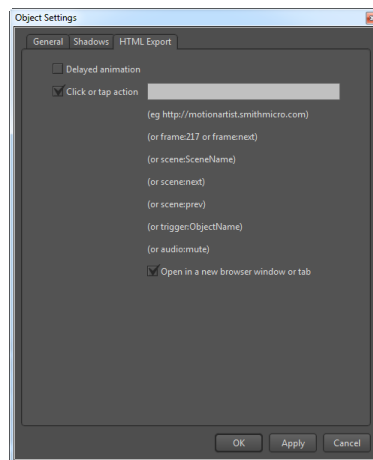 Object Settings
General Shadows HTML Export
Delayed animation
Click or tap action
(eg http://motionartist.smithmicro.com)
(or frame:217 or frame:next)
(or scene:SceneName)
(or scene:next)
(or scene:prev)
(or trigger:ObjectName)
(or audio:mute)
Open in a new browser window or tab
OK Apply Cancel